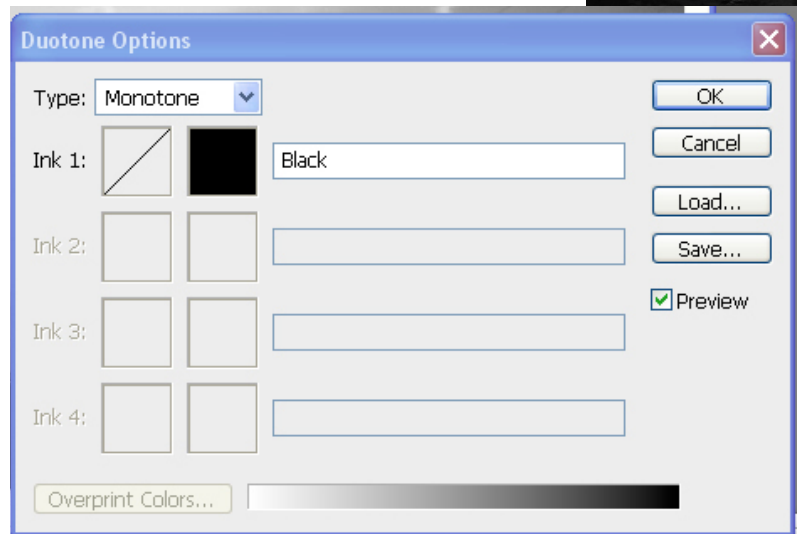 Duotone Options
Type: Monotone
OK
Ink 1: Black
Cancel
Load...
Ink 2:
Save...
Preview
Ink 3:
Ink 4:
Overprint Colors...